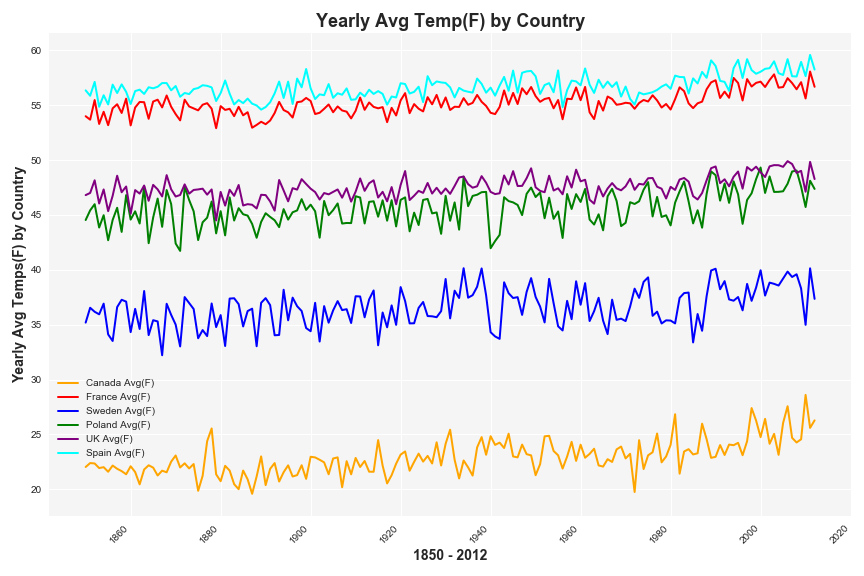 Yearly Avg Temp(F) by Country
Yearly Avg Temps(F) by Country
60
55
50
45
40
35
30
25
20
Canada Avg(F)
France Avg(F)
Sweden Avg(F)
Poland Avg(F)
UK Avg(F)
Spain Avg(F)
1860
1880
1900
1920
1940
1960
1980
2000
2020
1850 - 2012